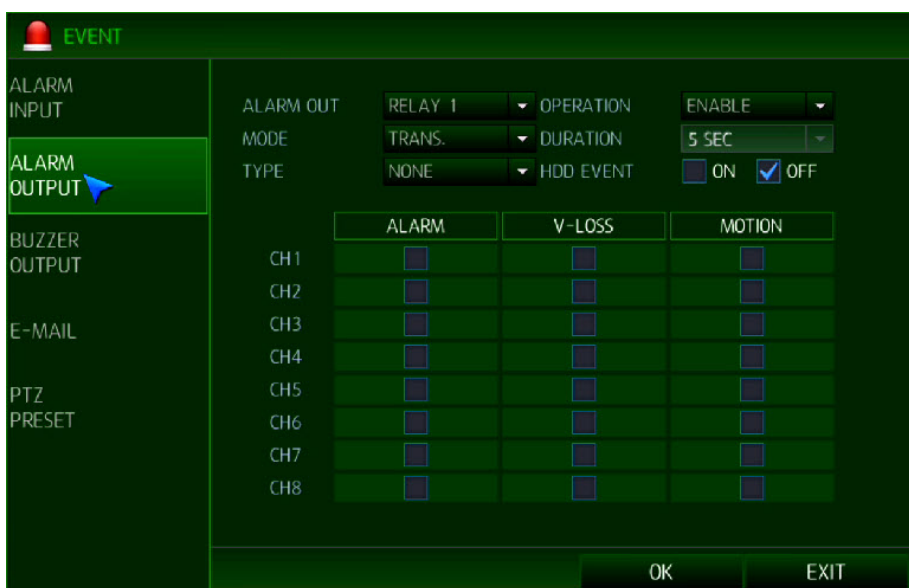 EVENT
ALARM
INPUT
ALARM
OUTPUT
BUZZER
OUTPUT
E-MAIL
PTZ
PRESET
ALARM OUT RELAY 1 OPERATION ENABLE
MODE TRANS. DURATION 5 SEC
TYPE NONE HDD EVENT ON OFF
ALARM V-LOSS MOTION
CH1
CH2
CH3
CH4
CH5
CH6
CH7
CH8
OK EXIT